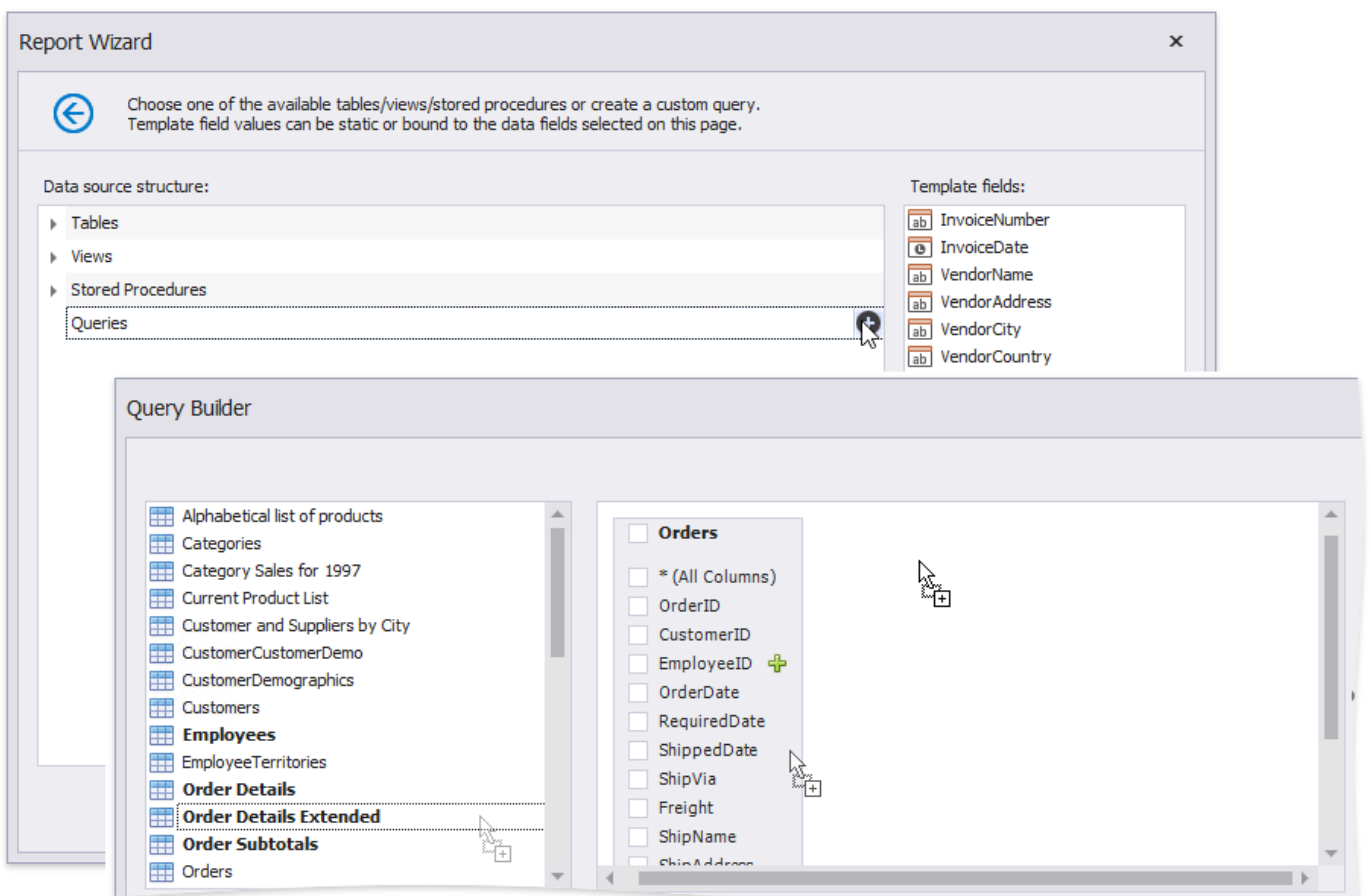 Report Wizard
Choose one of the available tables/views/stored procedures or create a custom query.
Template field values can be static or bound to the data fields selected on this page.
Data source structure:
Tables
Views
Stored Procedures
Queries
Template fields:
InvoiceNumber
InvoiceDate
VendorName
VendorAddress
VendorCity
VendorCountry
Query Builder
Alphabetical list of products
Categories
Category Sales for 1997
Current Product List
Customer and Suppliers by City
CustomerCustomerDemo
CustomerDemographics
Customers
Employees
EmployeeTerritories
Order Details
Order Details Extended
Order Subtotals
Orders
Orders
* (All Columns)
OrderID
CustomerID
EmployeeID
OrderDate
RequiredDate
ShippedDate
ShipVia
Freight
ShipName
ShipAddress